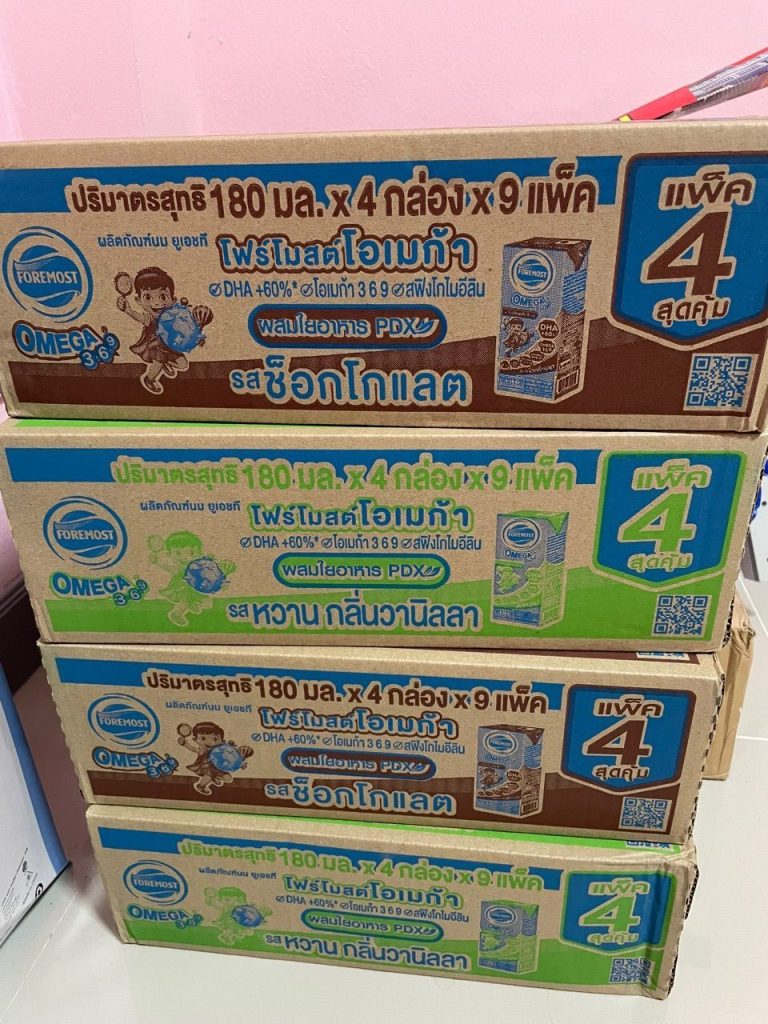 ปริมาตรสุทธิ 180 มล. x 4 กล่อง x 9 แพ็ค
ผลิตภัณฑ์นม ยูเอชที
โฟร์โมสต์โอเมก้า
DHA +60%* โอเมก้า 3 6 9 สฟิงโกไมอีลิน
ผสมใยอาหาร PDX
รสช็อกโกแลต
FOREMOST
OMEGA 3 6 9
FOREMOST
OMEGA
DHA
แพ็ค
4
สุดคุ้ม
ปริมาตรสุทธิ 180 มล. x 4 กล่อง x 9 แพ็ค
ผลิตภัณฑ์นม ยูเอชที
โฟร์โมสต์โอเมก้า
DHA +60%* โอเมก้า 3 6 9 สฟิงโกไมอีลิน
ผสมใยอาหาร PDX
รสหวาน กลิ่นวานิลลา
FOREMOST
OMEGA 3 6 9
FOREMOST
OMEGA
แพ็ค
4
สุดคุ้ม
ปริมาตรสุทธิ 180 มล. x 4 กล่อง x 9 แพ็ค
ผลิตภัณฑ์นม ยูเอชที
โฟร์โมสต์โอเมก้า
DHA +60%* โอเมก้า 3 6 9 สฟิงโกไมอีลิน
ผสมใยอาหาร PDX
รสช็อกโกแลต
FOREMOST
OMEGA 3 6 9
FOREMOST
OMEGA
DHA
แพ็ค
4
สุดคุ้ม
ปริมาตรสุทธิ 180 มล. x 4 กล่อง x 9 แพ็ค
ผลิตภัณฑ์นม ยูเอชที
โฟร์โมสต์โอเมก้า
DHA +60%* โอเมก้า 3 6 9 สฟิงโกไมอีลิน
ผสมใยอาหาร PDX
รสหวาน กลิ่นวานิลลา
FOREMOST
OMEGA 3 6 9
แพ็ค
4
สุดคุ้ม